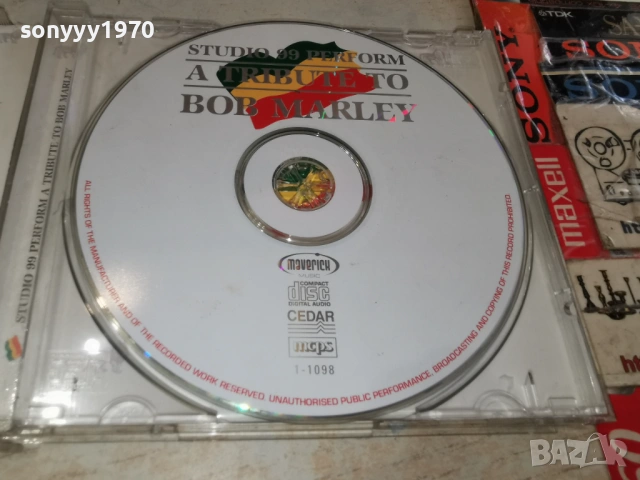 sonyyy1970
STUDIO 99 PERFORM
A TRIBUTE TO
BOB MARLEY
STUDIO 99 PERFORM A TRIBUTE TO BOB MARLEY
maverick
MUSIC
COMPACT
disc
DIGITAL AUDIO
CEDAR
mcps
1-1098
ALL RIGHTS OF THE MANUFACTURER AND OF THE RECORDED WORK RESERVED. UNAUTHORISED PUBLIC PERFORMANCE, BROADCASTING AND COPYING OF THIS RECORD PROHIBITED
1
TDK
SONY
maxell
BAZAR